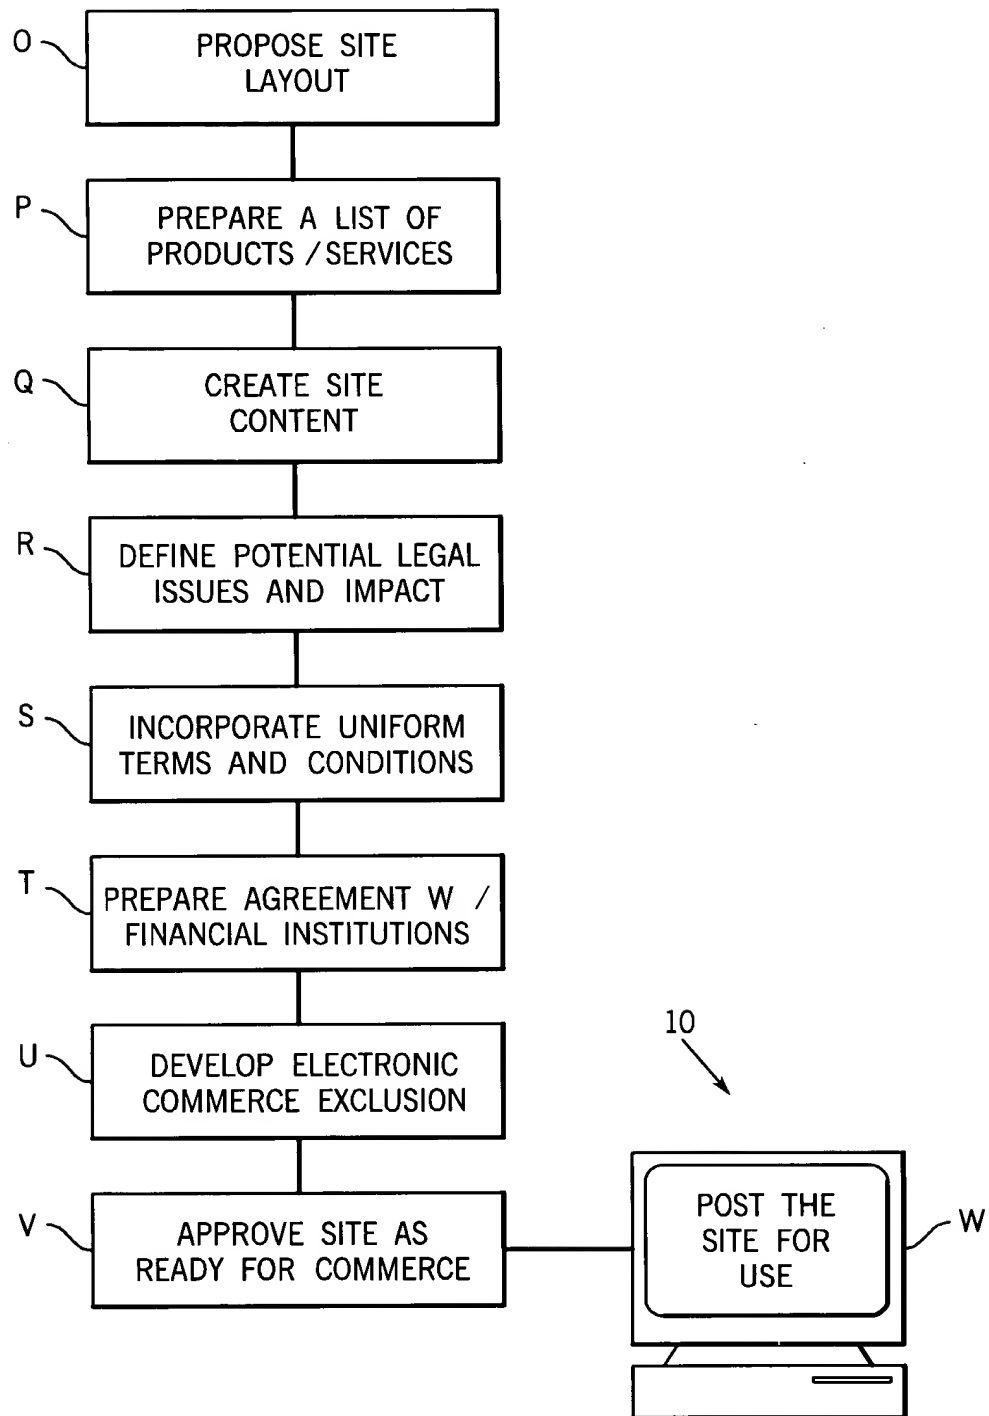 O
PROPOSE SITE
LAYOUT
P
PREPARE A LIST OF
PRODUCTS / SERVICES
Q
CREATE SITE
CONTENT
R
DEFINE POTENTIAL LEGAL
ISSUES AND IMPACT
S
INCORPORATE UNIFORM
TERMS AND CONDITIONS
T
PREPARE AGREEMENT W /
FINANCIAL INSTITUTIONS
U
DEVELOP ELECTRONIC
COMMERCE EXCLUSION
10
V
APPROVE SITE AS
READY FOR COMMERCE
POST THE
SITE FOR
USE
W